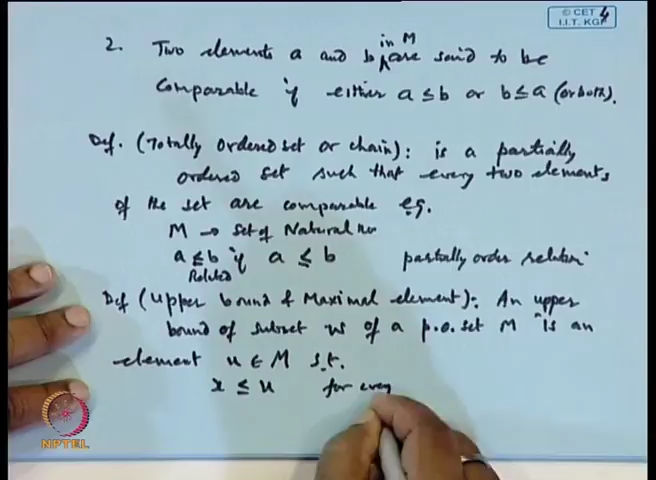 © CET 4
I.I.T. KGP
2. Two elements a and b in M are said to be
comparable if either a ≤ b or b ≤ a (or both).
Def. (Totally ordered set or chain): is a partially
ordered set such that every two elements
of the set are comparable e.g.
M → Set of Natural no
a ≤ b if a ≤ b partially order relation
Related
Def (Upper bound & Maximal element): An upper
bound of subset W of a p.o. set M is an
element u ∈ M s.t.
x ≤ u for every
NPTEL